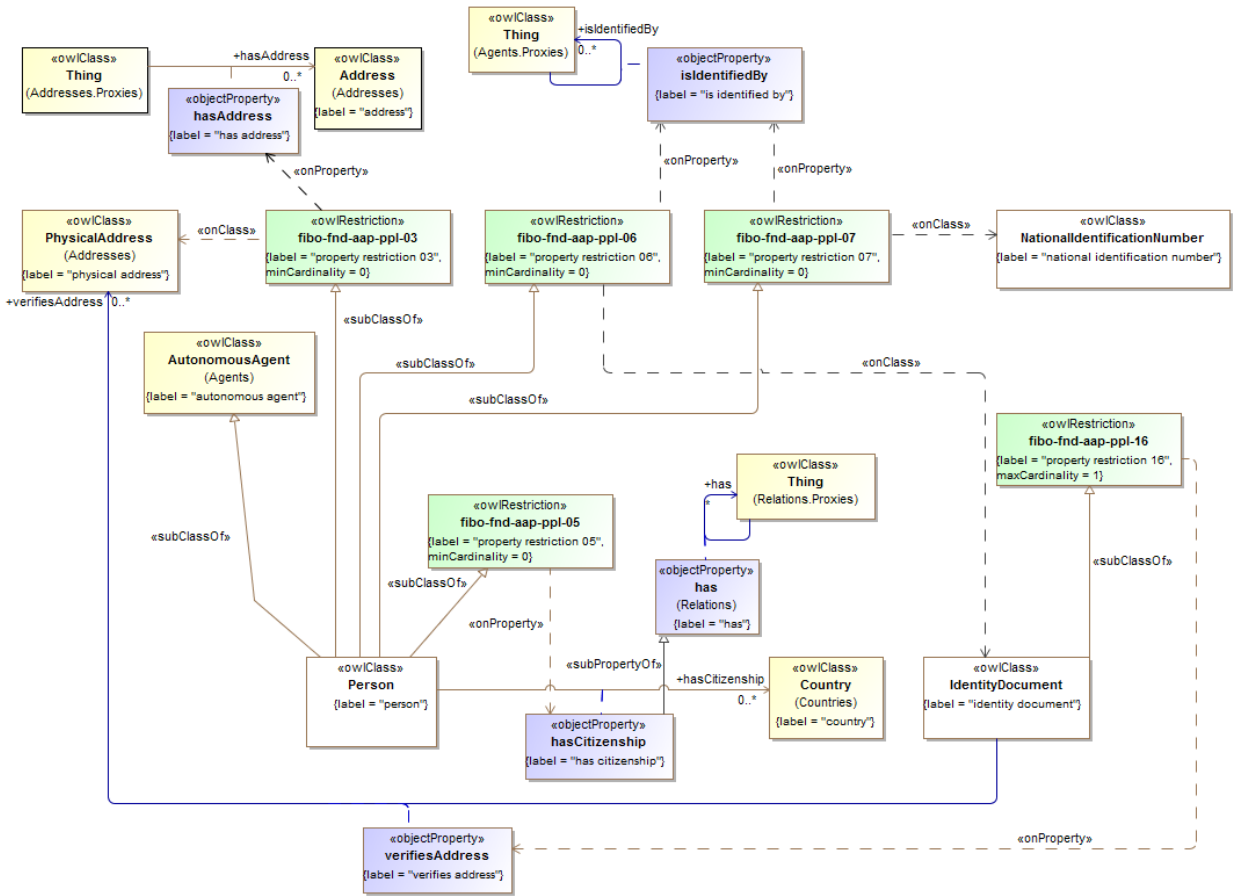 «owlClass»
Thing
(Agents.Proxies)
+isIdentifiedBy
0..*
«owlClass»
Thing
(Addresses.Proxies)
+hasAddress
0..*
«owlClass»
Address
(Addresses)
{label = "address"}
«objectProperty»
isIdentifiedBy
{label = "is identified by"}
«objectProperty»
hasAddress
{label = "has address"}
«onProperty»
«onProperty»
«onProperty»
«owlClass»
PhysicalAddress
(Addresses)
{label = "physical address"}
«onClass»
«owlRestriction»
fibo-fnd-aap-ppl-03
{label = "property restriction 03",
minCardinality = 0}
«owlRestriction»
fibo-fnd-aap-ppl-06
{label = "property restriction 06",
minCardinality = 0}
«owlRestriction»
fibo-fnd-aap-ppl-07
{label = "property restriction 07",
minCardinality = 0}
«onClass»
«owlClass»
NationalIdentificationNumber
{label = "national identification number"}
+verifiesAddress
0..*
«subClassOf»
«owlClass»
AutonomousAgent
(Agents)
{label = "autonomous agent"}
«subClassOf»
«onClass»
«subClassOf»
«owlRestriction»
fibo-fnd-aap-ppl-16
{label = "property restriction 16",
maxCardinality = 1}
«owlClass»
Thing
(Relations.Proxies)
+has
*
«owlRestriction»
fibo-fnd-aap-ppl-05
{label = "property restriction 05",
minCardinality = 0}
«subClassOf»
«subClassOf»
«subClassOf»
«objectProperty»
has
(Relations)
{label = "has"}
«onProperty»
«subPropertyOf»
«owlClass»
Person
{label = "person"}
+hasCitizenship
0..*
«owlClass»
Country
(Countries)
{label = "country"}
«owlClass»
IdentityDocument
{label = "identity document"}
«objectProperty»
hasCitizenship
{label = "has citizenship"}
«objectProperty»
verifiesAddress
{label = "verifies address"}
«onProperty»